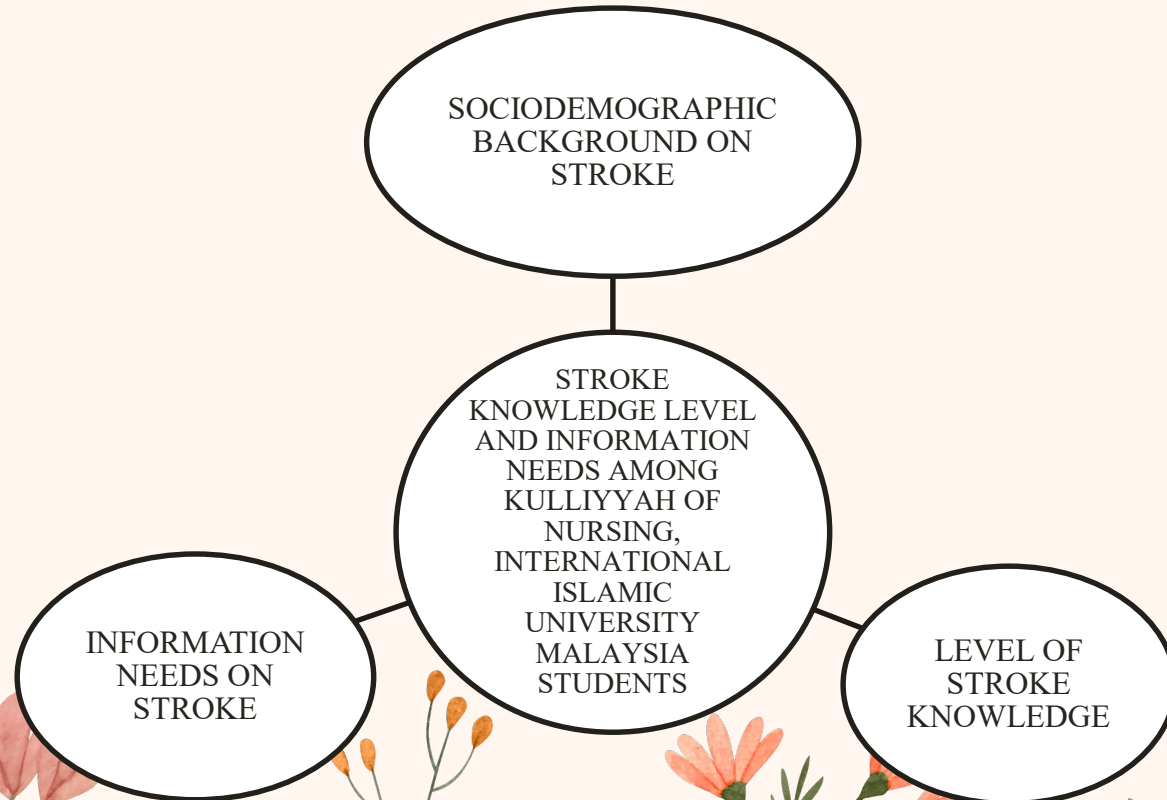 SOCIODEMOGRAPHIC
BACKGROUND ON
STROKE
STROKE
KNOWLEDGE LEVEL
AND INFORMATION
NEEDS AMONG
KULLIYYAH OF
NURSING,
INTERNATIONAL
ISLAMIC
UNIVERSITY
MALAYSIA
STUDENTS
INFORMATION
NEEDS ON
STROKE
LEVEL OF
STROKE
KNOWLEDGE